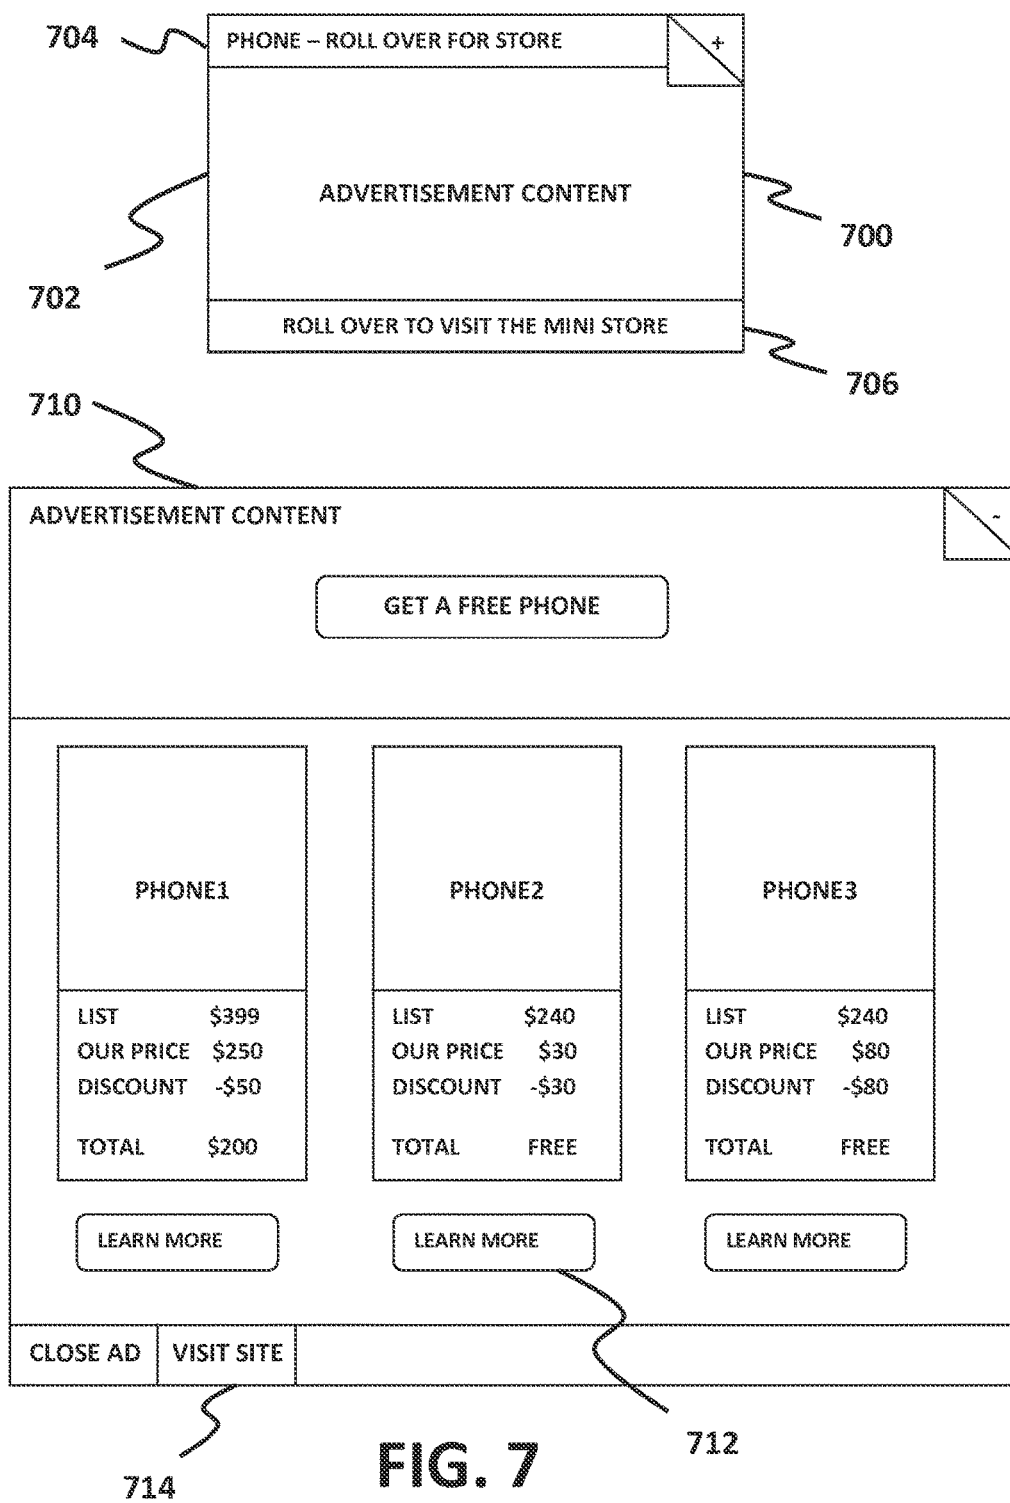 704
PHONE – ROLL OVER FOR STORE
+
ADVERTISEMENT CONTENT
700
702
ROLL OVER TO VISIT THE MINI STORE
706
710
ADVERTISEMENT CONTENT
-
GET A FREE PHONE
PHONE1 PHONE2 PHONE3
LIST $399 LIST $240 LIST $240
OUR PRICE $250 OUR PRICE $30 OUR PRICE $80
DISCOUNT -$50 DISCOUNT -$30 DISCOUNT -$80
TOTAL $200 TOTAL FREE TOTAL FREE
LEARN MORE LEARN MORE LEARN MORE
CLOSE AD VISIT SITE
712
714
FIG. 7